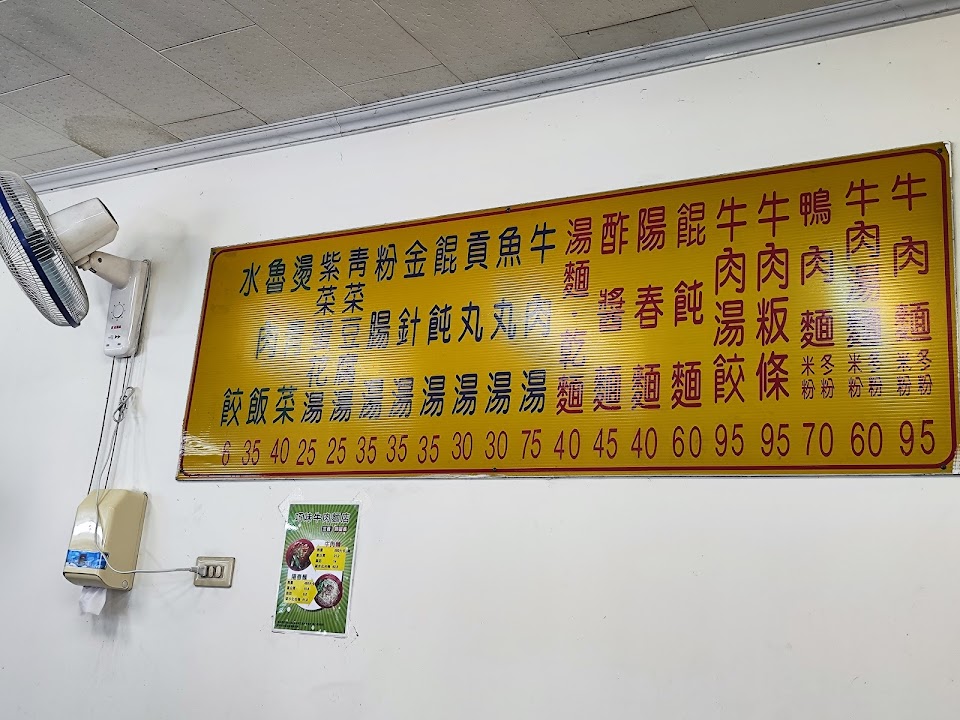 牛肉麵 冬粉 米粉 95
牛肉湯麵 冬粉 米粉 60
鴨肉麵 冬粉 米粉 70
牛肉粄條 95
牛肉湯餃 95
餛飩麵 60
陽春麵 40
酢醬麵 45
湯麵·乾麵 40
牛肉湯 75
魚丸湯 30
貢丸湯 30
餛飩湯 35
金針湯 35
粉腸湯 35
青菜豆腐湯 25
紫菜蛋花湯 25
燙青菜 40
魯肉飯 35
水餃 6
牛肉麵